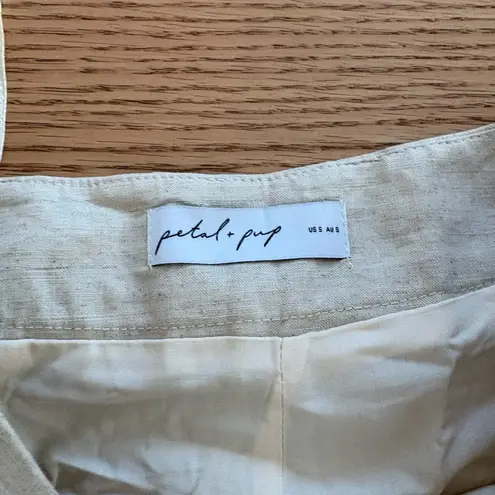 petal + pup US S AU S